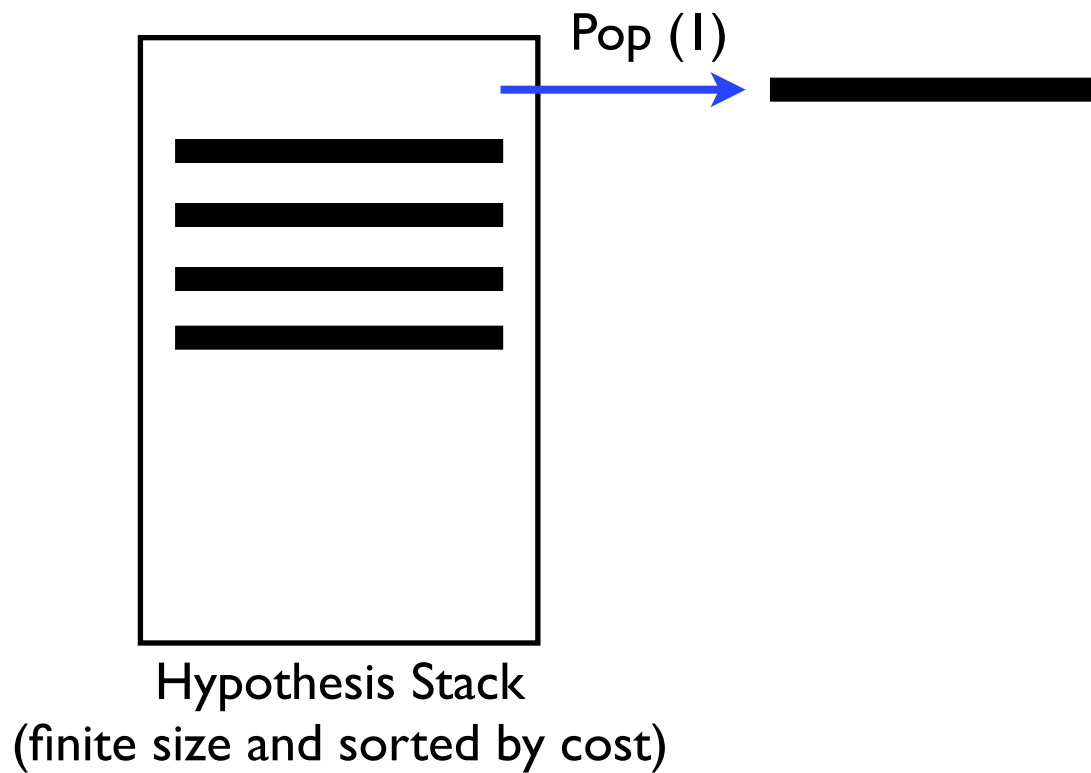 Pop (1)
Hypothesis Stack
(finite size and sorted by cost)